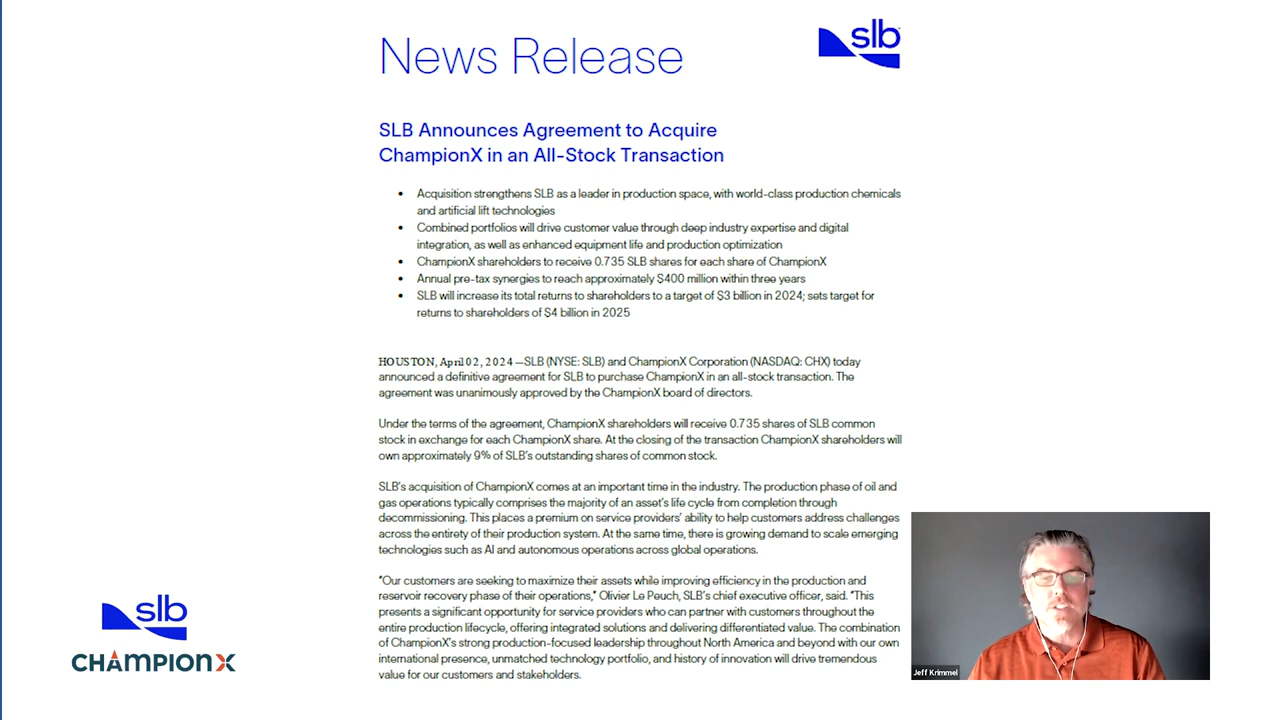 News Release
slb
SLB Announces Agreement to Acquire
ChampionX in an All-Stock Transaction
• Acquisition strengthens SLB as a leader in production space, with world-class production chemicals
and artificial lift technologies
• Combined portfolios will drive customer value through deep industry expertise and digital
integration, as well as enhanced equipment life and production optimization
• ChampionX shareholders to receive 0.735 SLB shares for each share of ChampionX
• Annual pre-tax synergies to reach approximately $400 million within three years
• SLB will increase its total returns to shareholders to a target of $3 billion in 2024; sets target for
returns to shareholders of $4 billion in 2025
HOUSTON, April 02, 2024—SLB (NYSE: SLB) and ChampionX Corporation (NASDAQ: CHX) today
announced a definitive agreement for SLB to purchase ChampionX in an all-stock transaction. The
agreement was unanimously approved by the ChampionX board of directors.
Under the terms of the agreement, ChampionX shareholders will receive 0.735 shares of SLB common
stock in exchange for each ChampionX share. At the closing of the transaction ChampionX shareholders will
own approximately 9% of SLB's outstanding shares of common stock.
SLB's acquisition of ChampionX comes at an important time in the industry. The production phase of oil and
gas operations typically comprises the majority of an asset's life cycle from completion through
decommissioning. This places a premium on service providers' ability to help customers address challenges
across the entirety of their production system. At the same time, there is growing demand to scale emerging
technologies such as AI and autonomous operations across global operations.
"Our customers are seeking to maximize their assets while improving efficiency in the production and
reservoir recovery phase of their operations," Olivier Le Peuch, SLB's chief executive officer, said. "This
presents a significant opportunity for service providers who can partner with customers throughout the
entire production lifecycle, offering integrated solutions and delivering differentiated value. The combination
of ChampionX's strong production-focused leadership throughout North America and beyond with our own
international presence, unmatched technology portfolio, and history of innovation will drive tremendous
value for our customers and stakeholders.
slb
CHAMPIONX
Jeff Krimmel